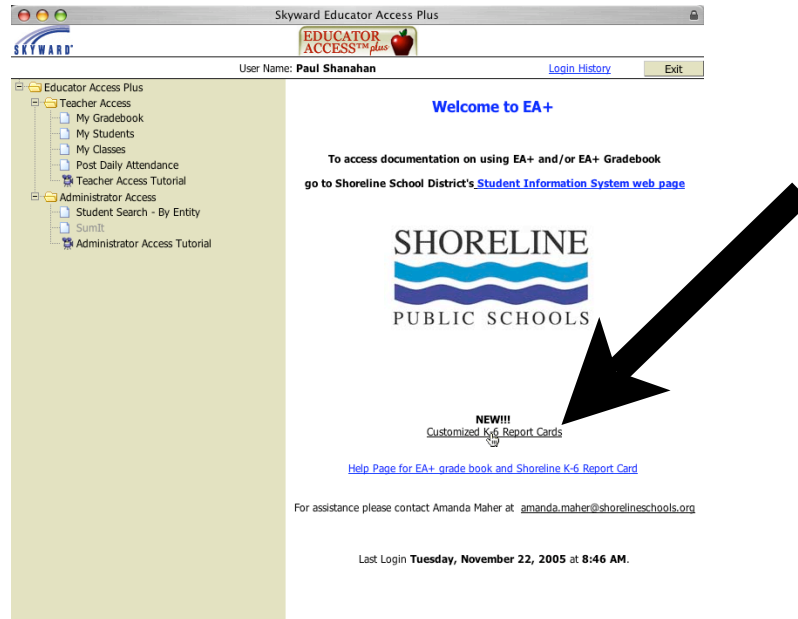 Skyward Educator Access Plus
SKYWARD®
EDUCATOR
ACCESS™plus
User Name: Paul Shanahan
Login History
Exit
Educator Access Plus
Teacher Access
My Gradebook
My Students
My Classes
Post Daily Attendance
Teacher Access Tutorial
Administrator Access
Student Search - By Entity
SumIt
Administrator Access Tutorial
Welcome to EA+
To access documentation on using EA+ and/or EA+ Gradebook
go to Shoreline School District's Student Information System web page
SHORELINE
PUBLIC SCHOOLS
NEW!!!
Customized K-6 Report Cards
Help Page for EA+ grade book and Shoreline K-6 Report Card
For assistance please contact Amanda Maher at amanda.maher@shorelineschools.org
Last Login Tuesday, November 22, 2005 at 8:46 AM.